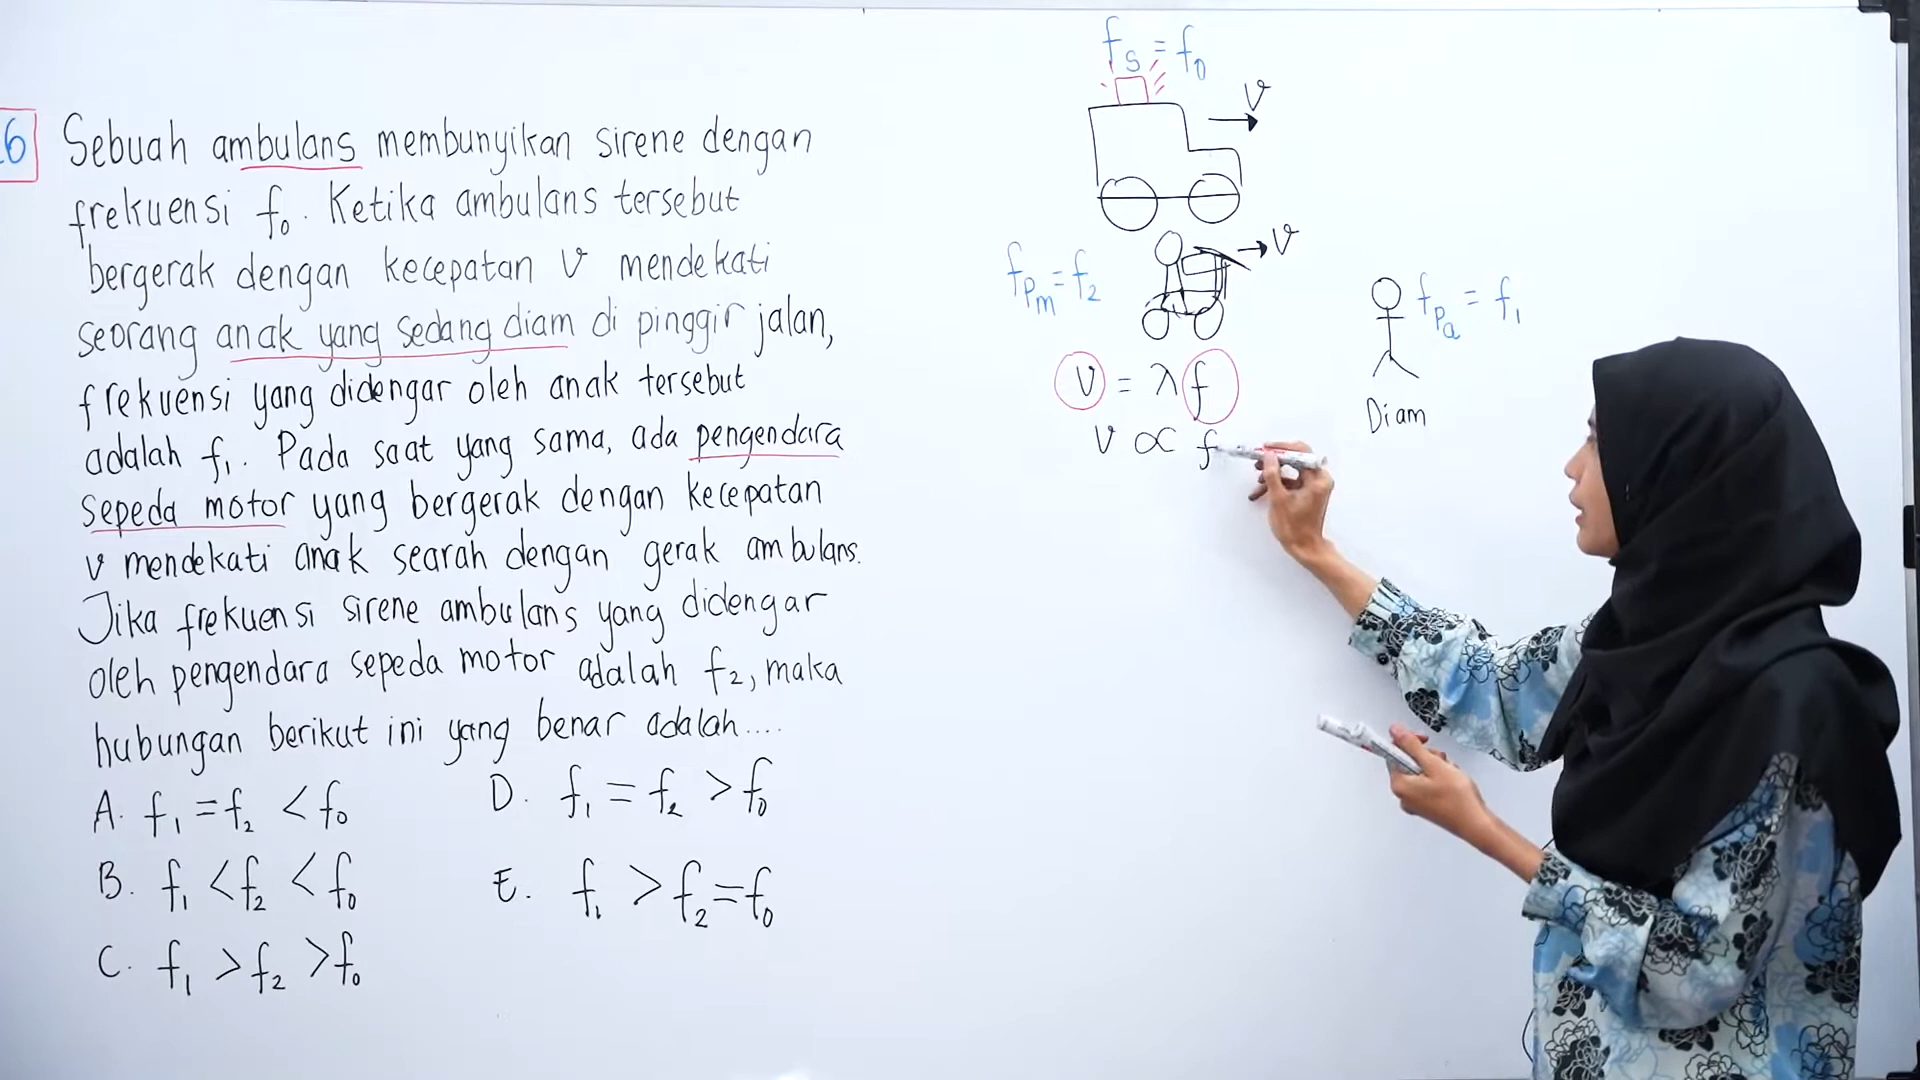 6
Sebuah ambulans membunyikan sirene dengan
frekuensi f₀. Ketika ambulans tersebut
bergerak dengan kecepatan v mendekati
seorang anak yang sedang diam di pinggir jalan,
frekuensi yang didengar oleh anak tersebut
adalah f₁. Pada saat yang sama, ada pengendara
sepeda motor yang bergerak dengan kecepatan
v mendekati anak searah dengan gerak ambulans.
Jika frekuensi sirene ambulans yang didengar
oleh pengendara sepeda motor adalah f₂, maka
hubungan berikut ini yang benar adalah....
A. f₁ = f₂ < f₀
B. f₁ < f₂ < f₀
C. f₁ > f₂ > f₀
D. f₁ = f₂ > f₀
E. f₁ > f₂ = f₀
fs = f₀
v
v
fPm = f₂
fPa = f₁
Diam
v = λ f
v ∝ f